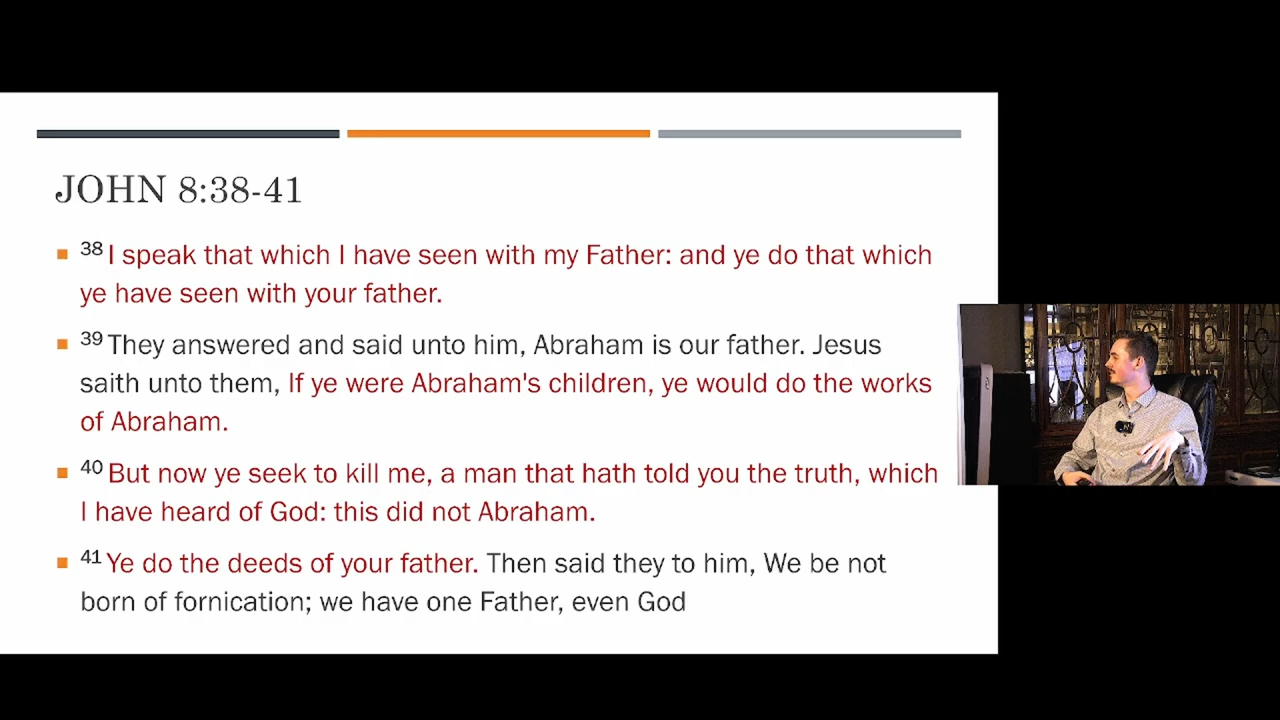 JOHN 8:38-41
38 I speak that which I have seen with my Father: and ye do that which
ye have seen with your father.
39 They answered and said unto him, Abraham is our father. Jesus
saith unto them, If ye were Abraham's children, ye would do the works
of Abraham.
40 But now ye seek to kill me, a man that hath told you the truth, which
I have heard of God: this did not Abraham.
41 Ye do the deeds of your father. Then said they to him, We be not
born of fornication; we have one Father, even God